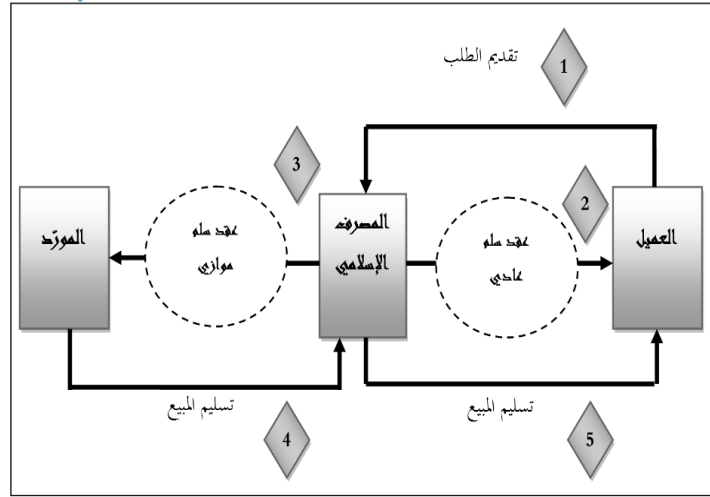 1
تقديم الطلب
2
3
العميل
عقد سلم
عادي
المصرف
الإسلامي
عقد سلم
موازي
المورّد
تسليم المبيع
5
تسليم المبيع
4